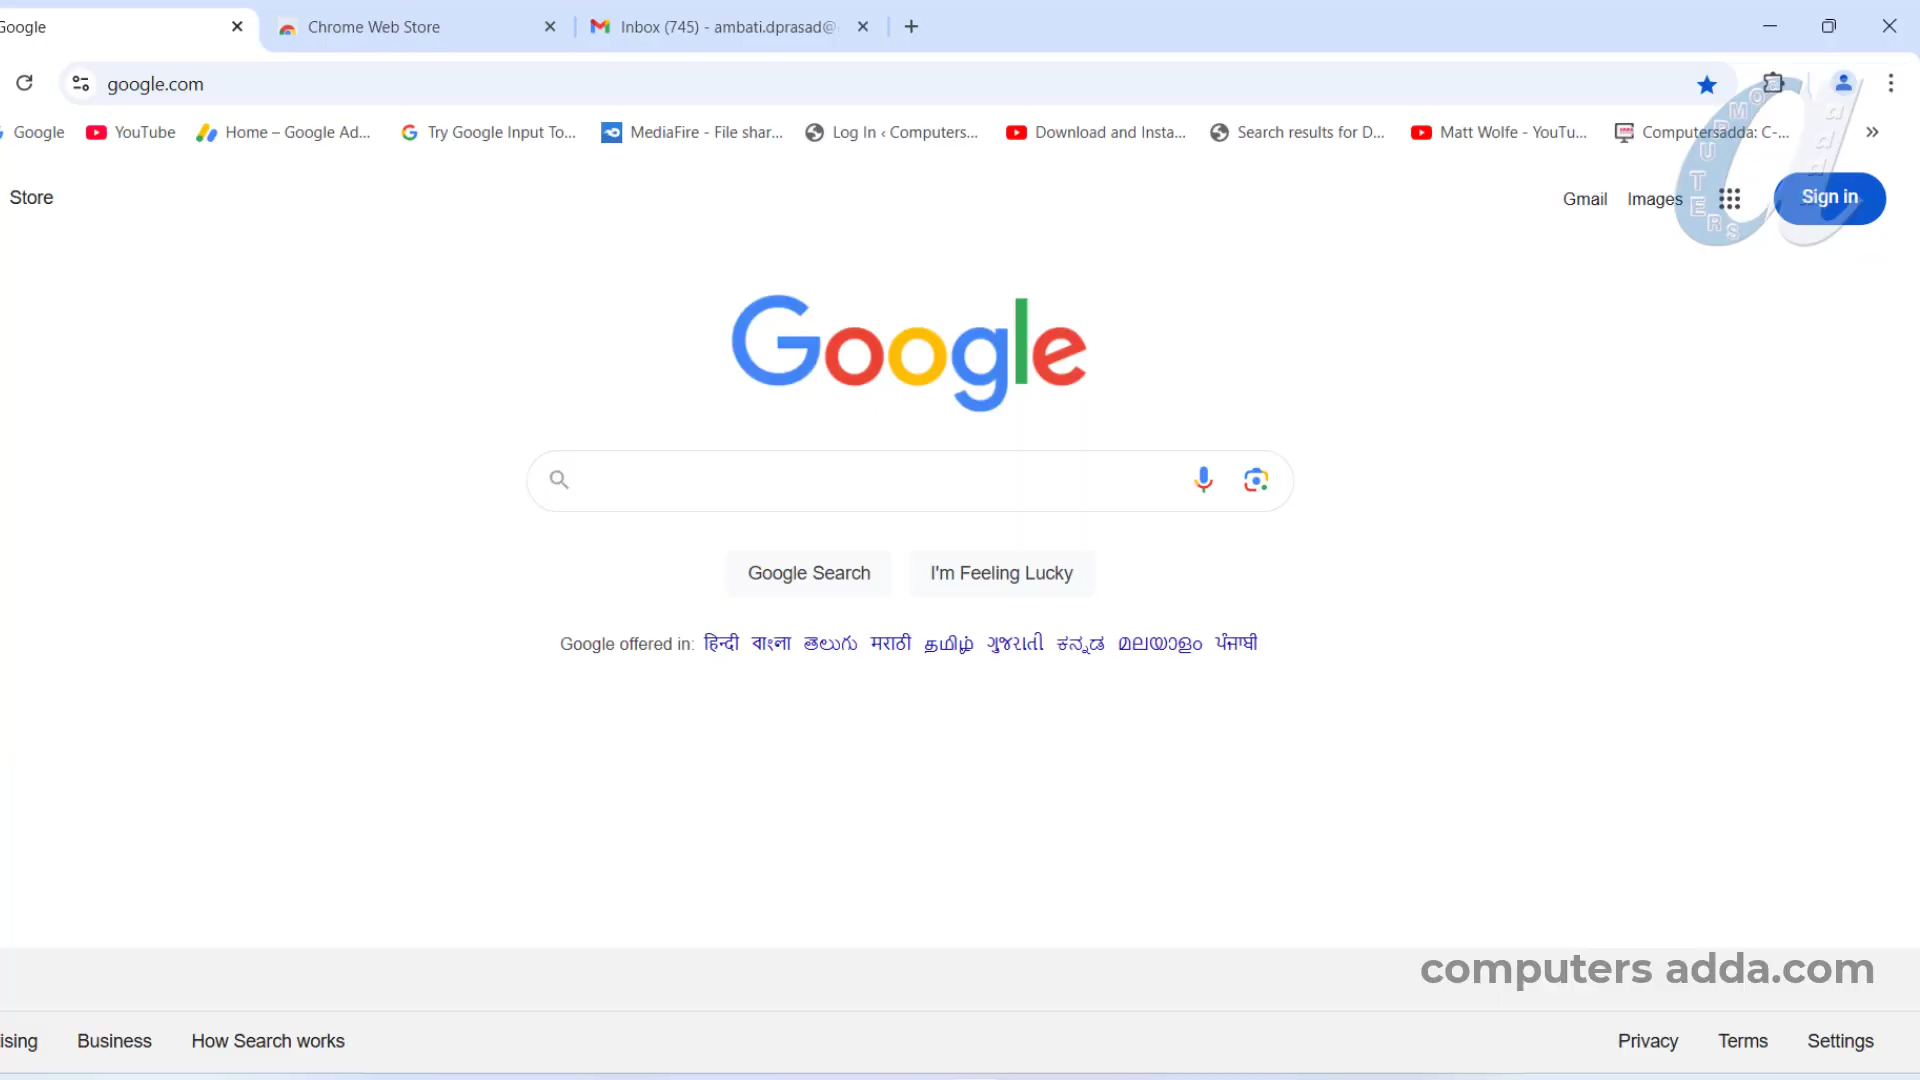 Google
Chrome Web Store
Inbox (745) - ambati.dprasad@
google.com
Google
YouTube
Home – Google Ad...
Try Google Input To...
MediaFire - File shar...
Log In ‹ Computers...
Download and Insta...
Search results for D...
Matt Wolfe - YouTu...
Computersadda: C-...
»
Store
Gmail
Images
Sign in
COMPUTERS
adda
Google
Google Search
I'm Feeling Lucky
Google offered in: हिन्दी বাংলা తెలుగు मराठी தமிழ் ગુજરાતી ಕನ್ನಡ മലയാളം ਪੰਜਾਬੀ
computers adda.com
ising
Business
How Search works
Privacy
Terms
Settings